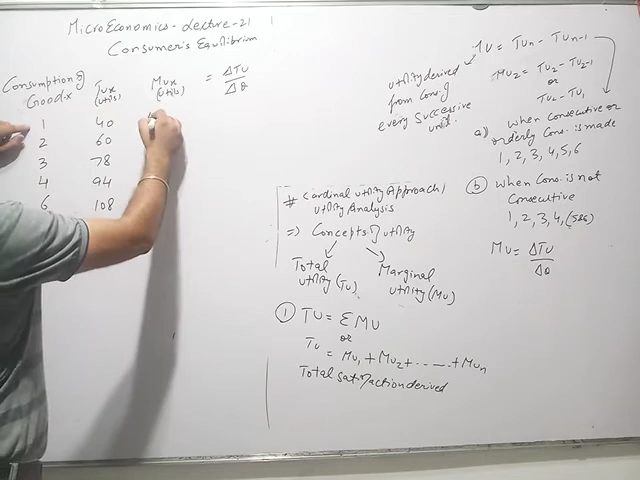 MicroEconomics - Lecture-21
Consumer's Equilibrium
Consumption of
Good-x
TUx
(utils)
MUx
(utils)
= ΔTU
ΔQ
1 40
2 60
3 78
4 94
6 108
# Cardinal utility Approach/
utility Analysis
=> Concepts of utility
Total
utility (TU)
Marginal
utility (MU)
① TU = ΣMU
or
TU = MU1 + MU2 + ...... + MUn
Total satisfaction derived
MU = TUn - TUn-1
utility derived
from Cons. of
every successive
unit.
MU2 = TU2 - TU2-1
or
TU2 - TU1
a) when consecutive or
orderly Cons. is made
1, 2, 3, 4, 5, 6
ⓑ when Cons. is not
Consecutive
1, 2, 3, 4, (5&6)
MU = ΔTU
ΔQ